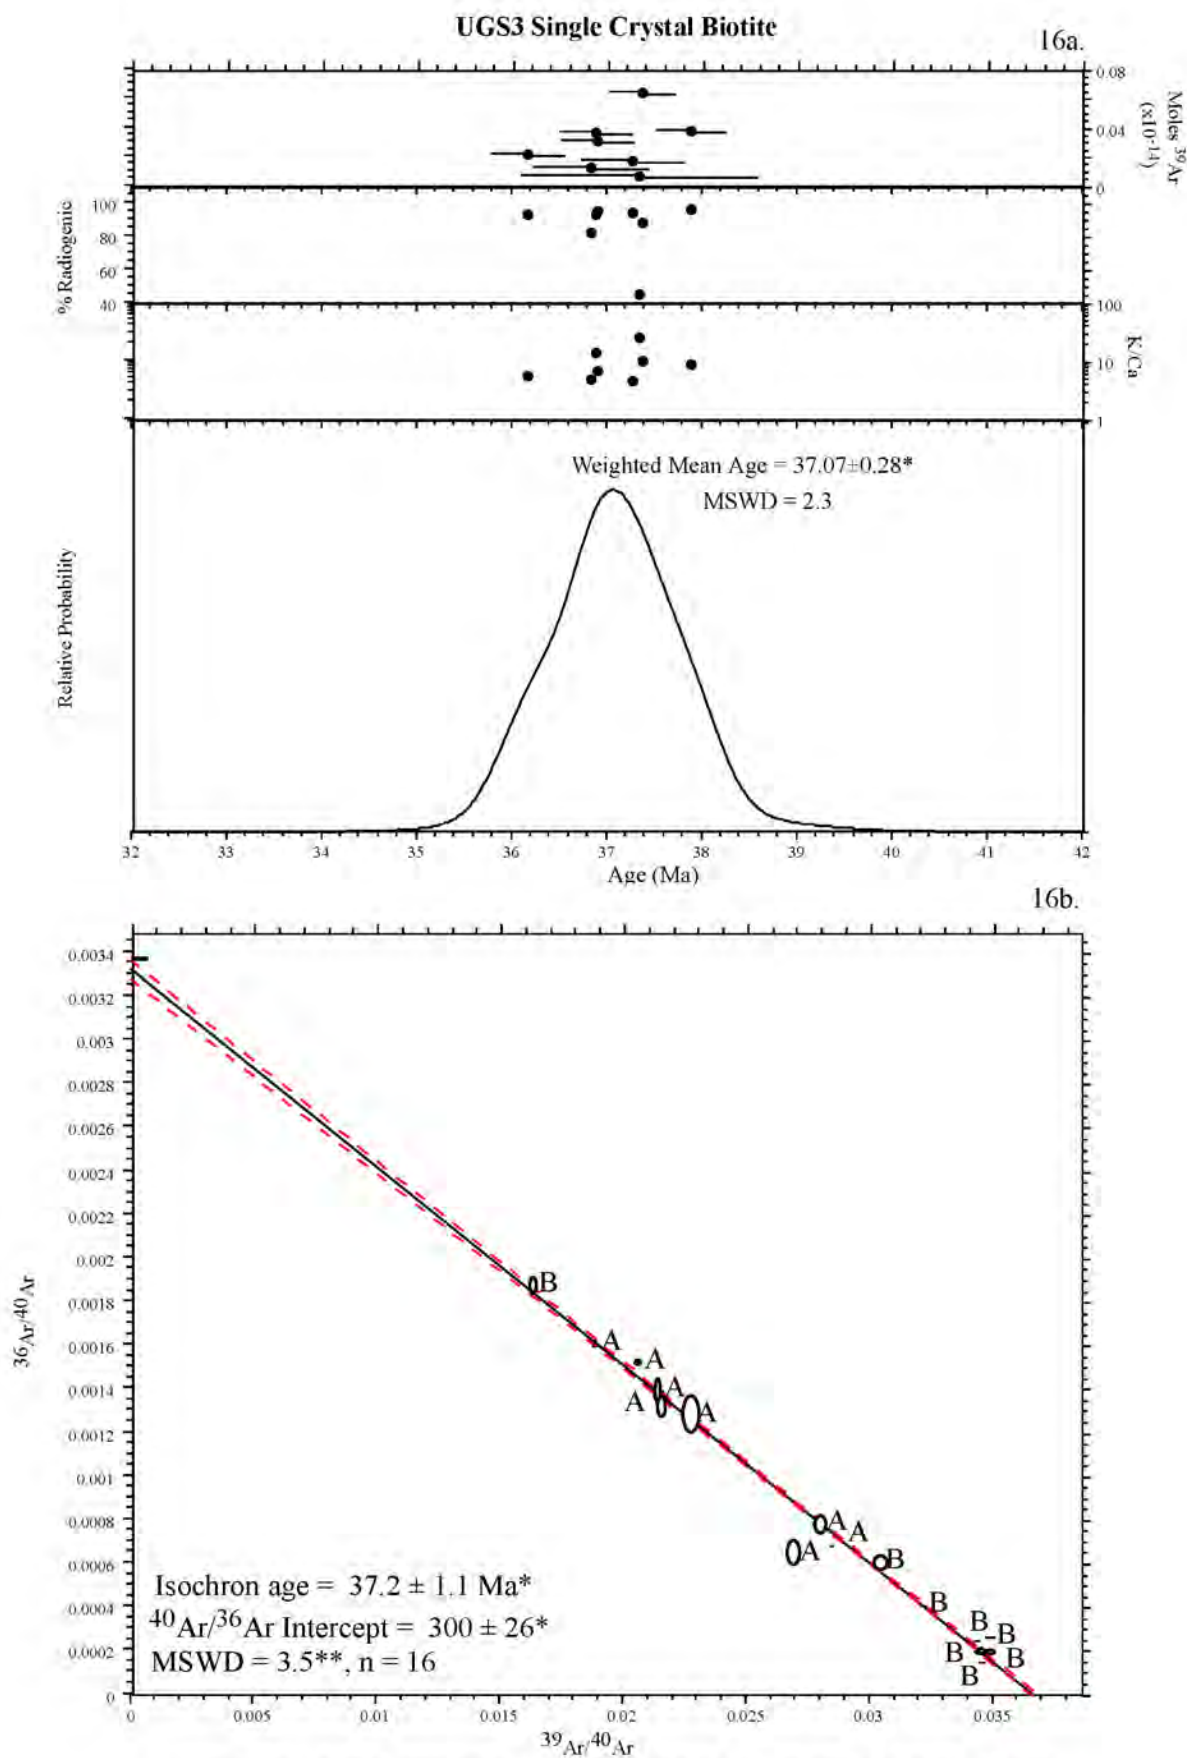 UGS3 Single Crystal Biotite
16a.
0.08
0.04
0
Moles ³⁹Ar
(x10⁻¹⁴)
100
80
60
40
% Radiogenic
100
10
1
K/Ca
Weighted Mean Age = 37.07±0.28*
MSWD = 2.3
Relative Probability
32 33 34 35 36 37 38 39 40 41 42
Age (Ma)
16b.
0.0034
0.0032
0.003
0.0028
0.0026
0.0024
0.0022
0.002
0.0018
0.0016
0.0014
0.0012
0.001
0.0008
0.0006
0.0004
0.0002
0
³⁶Ar/⁴⁰Ar
B
A
A
A
A
A
A
A
A
B
B
B
B
B
B
B
Isochron age = 37.2 ± 1.1 Ma*
⁴⁰Ar/³⁶Ar Intercept = 300 ± 26*
MSWD = 3.5**, n = 16
0 0.005 0.01 0.015 0.02 0.025 0.03 0.035
³⁹Ar/⁴⁰Ar